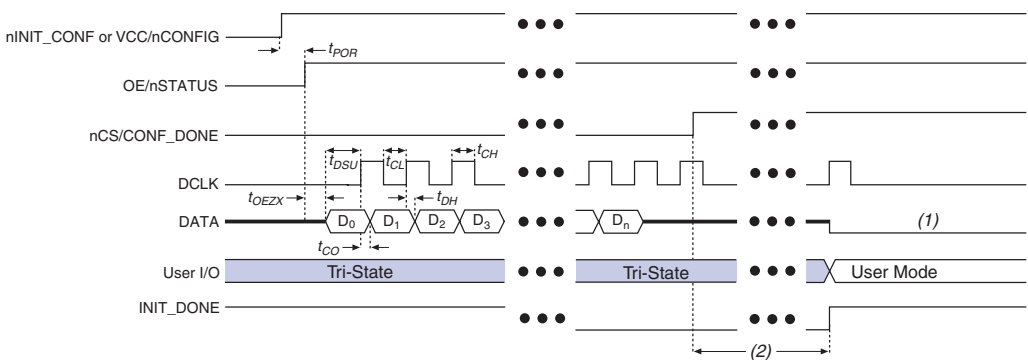 nINIT_CONF or VCC/nCONFIG
tPOR
OE/nSTATUS
nCS/CONF_DONE
tDSU
tCL
tCH
DCLK
tOEZX
tDH
DATA
D0
D1
D2
D3
Dn
(1)
tCO
User I/O
Tri-State
Tri-State
User Mode
INIT_DONE
(2)